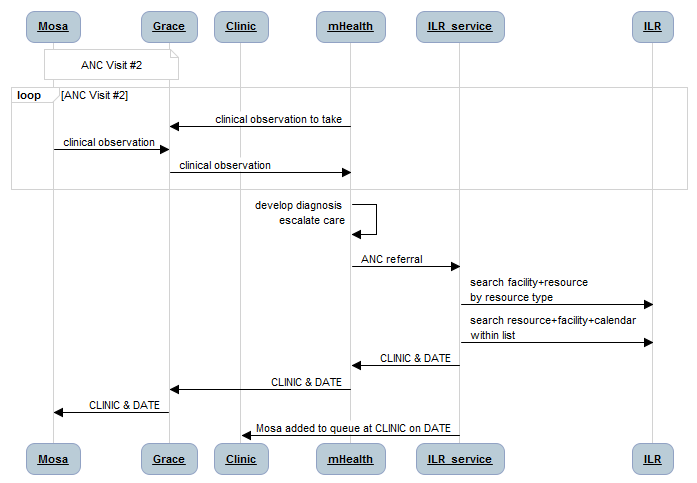 Mosa
Grace
Clinic
mHealth
ILR_service
ILR
ANC Visit #2
loop
[ANC Visit #2]
clinical observation to take
clinical observation
clinical observation
develop diagnosis
escalate care
ANC referral
search facility+resource
by resource type
search resource+facility+calendar
within list
CLINIC & DATE
CLINIC & DATE
CLINIC & DATE
Mosa added to queue at CLINIC on DATE
Mosa
Grace
Clinic
mHealth
ILR_service
ILR